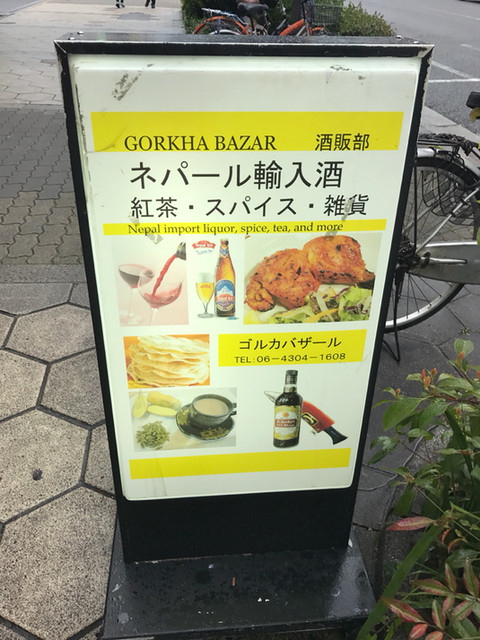 GORKHA BAZAR 酒販部
ネパール輸入酒
紅茶・スパイス・雑貨
Nepal import liquor, spice, tea, and more
ゴルカバザール
TEL:06-4304-1608